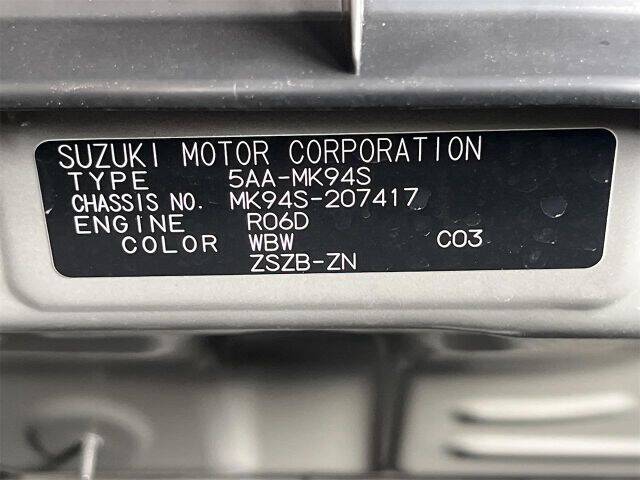 SUZUKI MOTOR CORPORATION
TYPE 5AA-MK94S
CHASSIS NO. MK94S-207417
ENGINE R06D
COLOR WBW C03
ZSZB-ZN